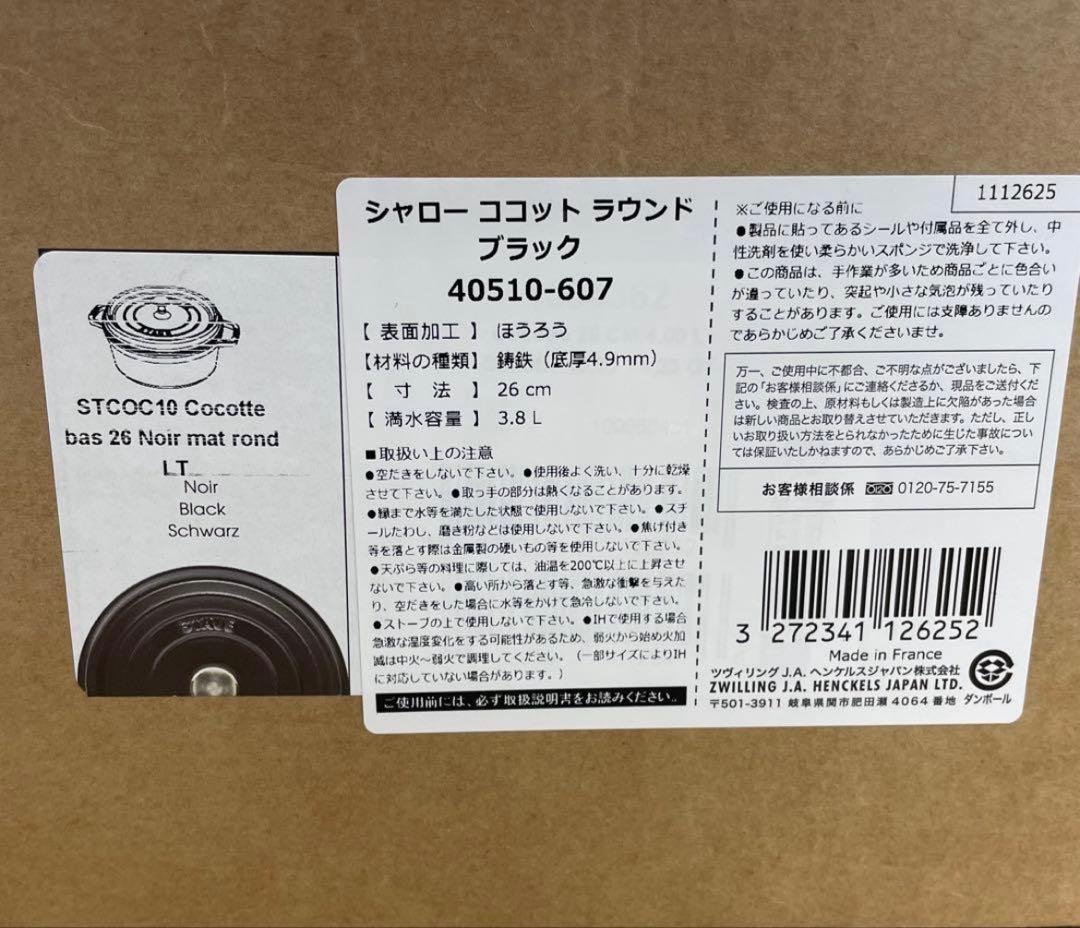 STCOC10 Cocotte
bas 26 Noir mat rond
LT
Noir
Black
Schwarz
STAUB
シャロー ココット ラウンド
ブラック
40510-607
【 表面加工 】 ほうろう
【材料の種類】 鋳鉄（底厚4.9mm）
【 寸 法 】 26 cm
【 満水容量 】 3.8 L
■取扱い上の注意
●空だきをしないで下さい。●使用後よく洗い、十分に乾燥
させて下さい。●取っ手の部分は熱くなることがあります。
●縁まで水等を満たした状態で使用しないで下さい。●スチ
ールたわし、磨き粉などは使用しないで下さい。●焦げ付き
等を落とす際は金属製の硬いもの等を使用しないで下さい。
●天ぷら等の料理に際しては、油温を200℃以上に上昇させ
ないで下さい。●高い所から落とす等、急激な衝撃を与えた
り、空だきをした場合に水等をかけて急冷しないで下さい。
●ストーブの上で使用しないで下さい。●IHで使用する場合
急激な温度変化をする可能性があるため、弱火から始め火加
減は中火〜弱火で調理してください。（一部サイズによりIH
に対応していない場合があります。）
ご使用前には、必ず取扱説明書をお読みください。
1112625
※ご使用になる前に
●製品に貼ってあるシールや付属品を全て外し、中
性洗剤を使い柔らかいスポンジで洗浄して下さい。
●この商品は、手作業が多いため商品ごとに色合い
が違っていたり、突起や小さな気泡が残っていたり
することがあります。ご使用には支障ありませんの
であらかじめご了承くださいませ。
万一、ご使用中に不都合、ご不明な点がございましたら、下
記の「お客様相談係」にご連絡くださるか、現品をご送付くだ
さい。検査の上、原材料もしくは製造上に欠陥があった場合
は新しい商品とお取り替えさせていただきます。ただし、正し
いお取り扱い方法をとられなかったために生じた事故につい
ては保証いたしかねますので、あらかじめご了承下さい。
お客様相談係 0120-75-7155
3 272341 126252
Made in France
ツヴィリング J.A. ヘンケルスジャパン株式会社
ZWILLING J.A. HENCKELS JAPAN LTD.
〒501-3911 岐阜県関市肥田瀬 4064 番地
ダンボール